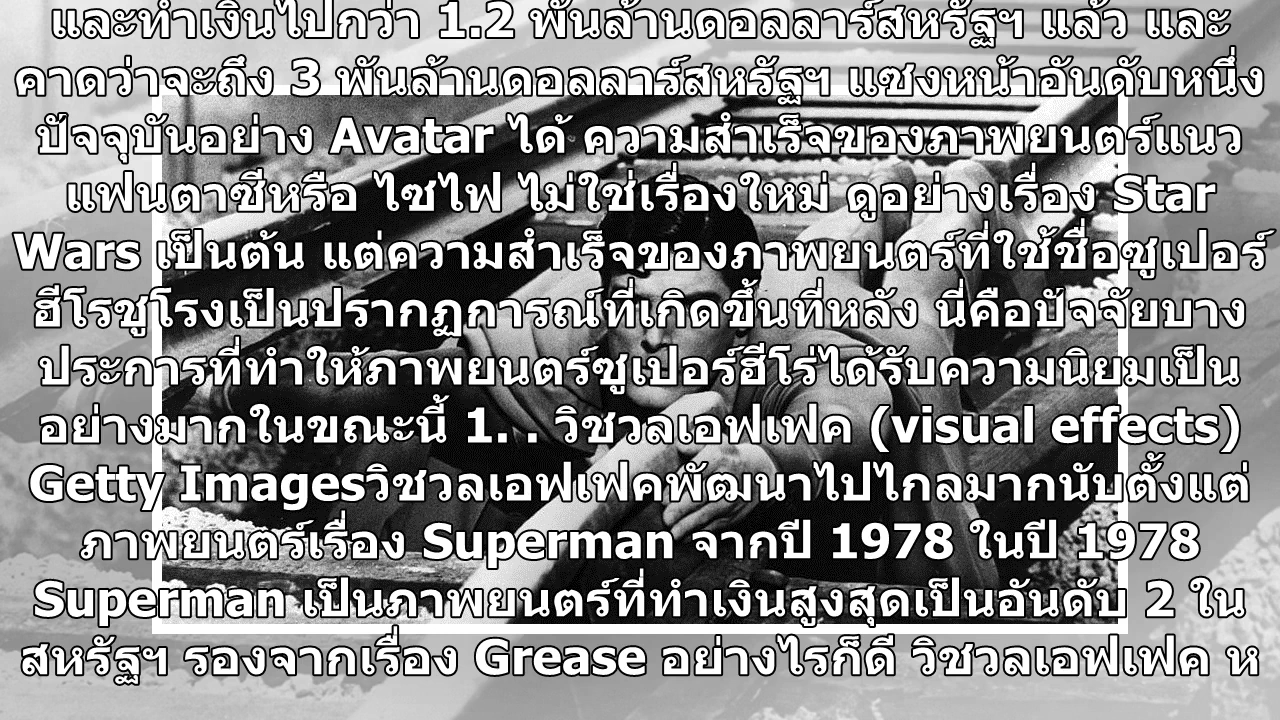 และทำเงินไปกว่า 1.2 พันล้านดอลลาร์สหรัฐฯ แล้ว และ
คาดว่าจะถึง 3 พันล้านดอลลาร์สหรัฐฯ แซงหน้าอันดับหนึ่ง
ปัจจุบันอย่าง Avatar ได้ ความสำเร็จของภาพยนตร์แนว
แฟนตาซีหรือ ไซไฟ ไม่ใช่เรื่องใหม่ ดูอย่างเรื่อง Star
Wars เป็นต้น แต่ความสำเร็จของภาพยนตร์ที่ใช้ชื่อซูเปอร์
ฮีโรชูโรงเป็นปรากฏการณ์ที่เกิดขึ้นทีหลัง นี่คือปัจจัยบาง
ประการที่ทำให้ภาพยนตร์ซูเปอร์ฮีโร่ได้รับความนิยมเป็น
อย่างมากในขณะนี้ 1. . วิชวลเอฟเฟค (visual effects)
Getty Imagesวิชวลเอฟเฟคพัฒนาไปไกลมากนับตั้งแต่
ภาพยนตร์เรื่อง Superman จากปี 1978 ในปี 1978
Superman เป็นภาพยนตร์ที่ทำเงินสูงสุดเป็นอันดับ 2 ใน
สหรัฐฯ รองจากเรื่อง Grease อย่างไรก็ดี วิชวลเอฟเฟค ห